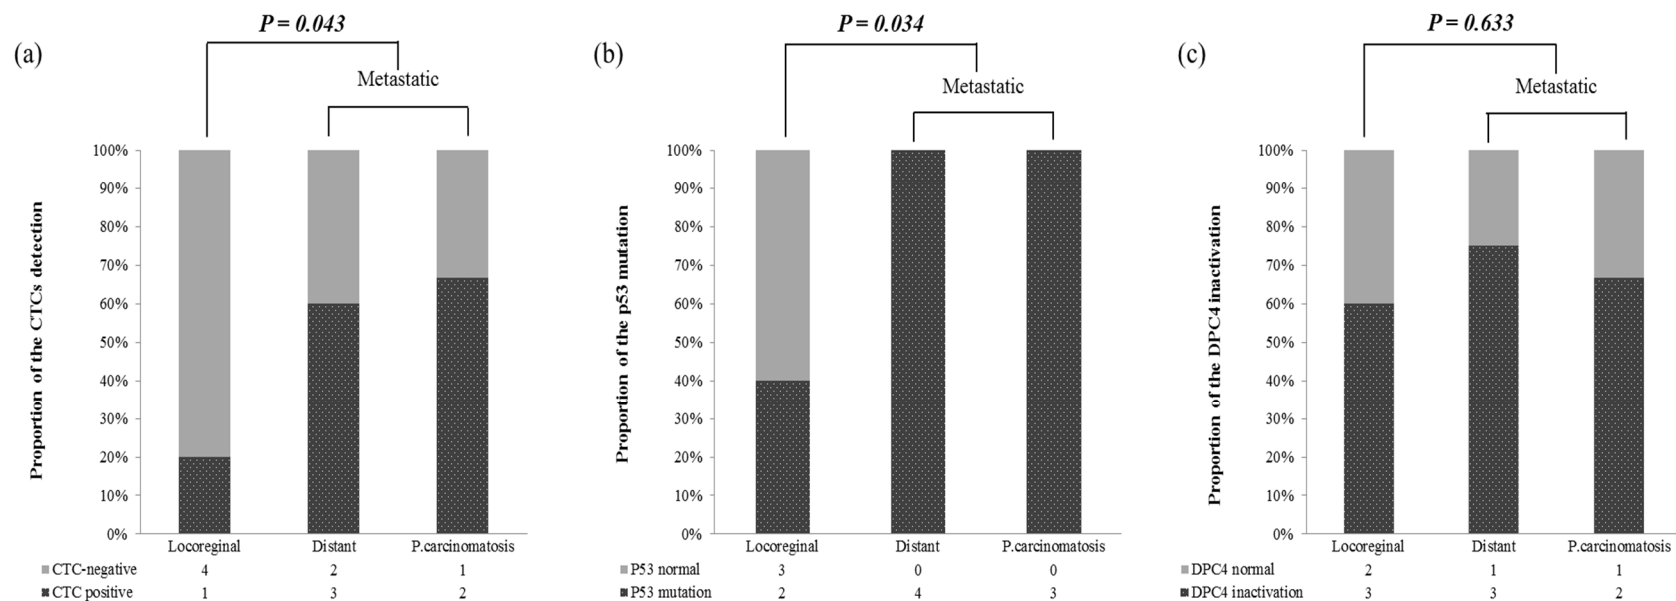 (a)
P = 0.043
Metastatic
Proportion of the CTCs detection
100%
90%
80%
70%
60%
50%
40%
30%
20%
10%
0%
Locoreginal Distant P.carcinomatosis
CTC-negative 4 2 1
CTC positive 1 3 2
(b)
P = 0.034
Metastatic
Proportion of the p53 mutation
100%
90%
80%
70%
60%
50%
40%
30%
20%
10%
0%
Locoreginal Distant P.carcinomatosis
P53 normal 3 0 0
P53 mutation 2 4 3
(c)
P = 0.633
Metastatic
Proportion of the DPC4 inactivation
100%
90%
80%
70%
60%
50%
40%
30%
20%
10%
0%
Locoreginal Distant P.carcinomatosis
DPC4 normal 2 1 1
DPC4 inactivation 3 3 2